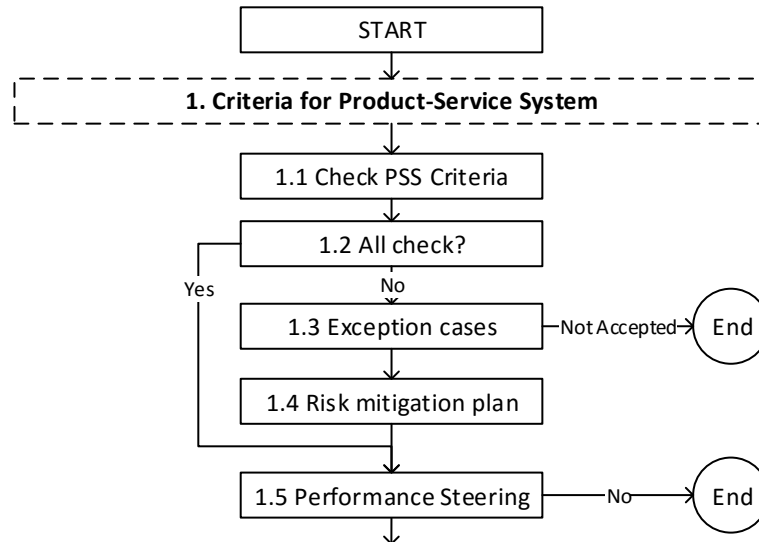 START
1. Criteria for Product-Service System
1.1 Check PSS Criteria
1.2 All check?
Yes
No
1.3 Exception cases
Not Accepted
End
1.4 Risk mitigation plan
1.5 Performance Steering
No
End